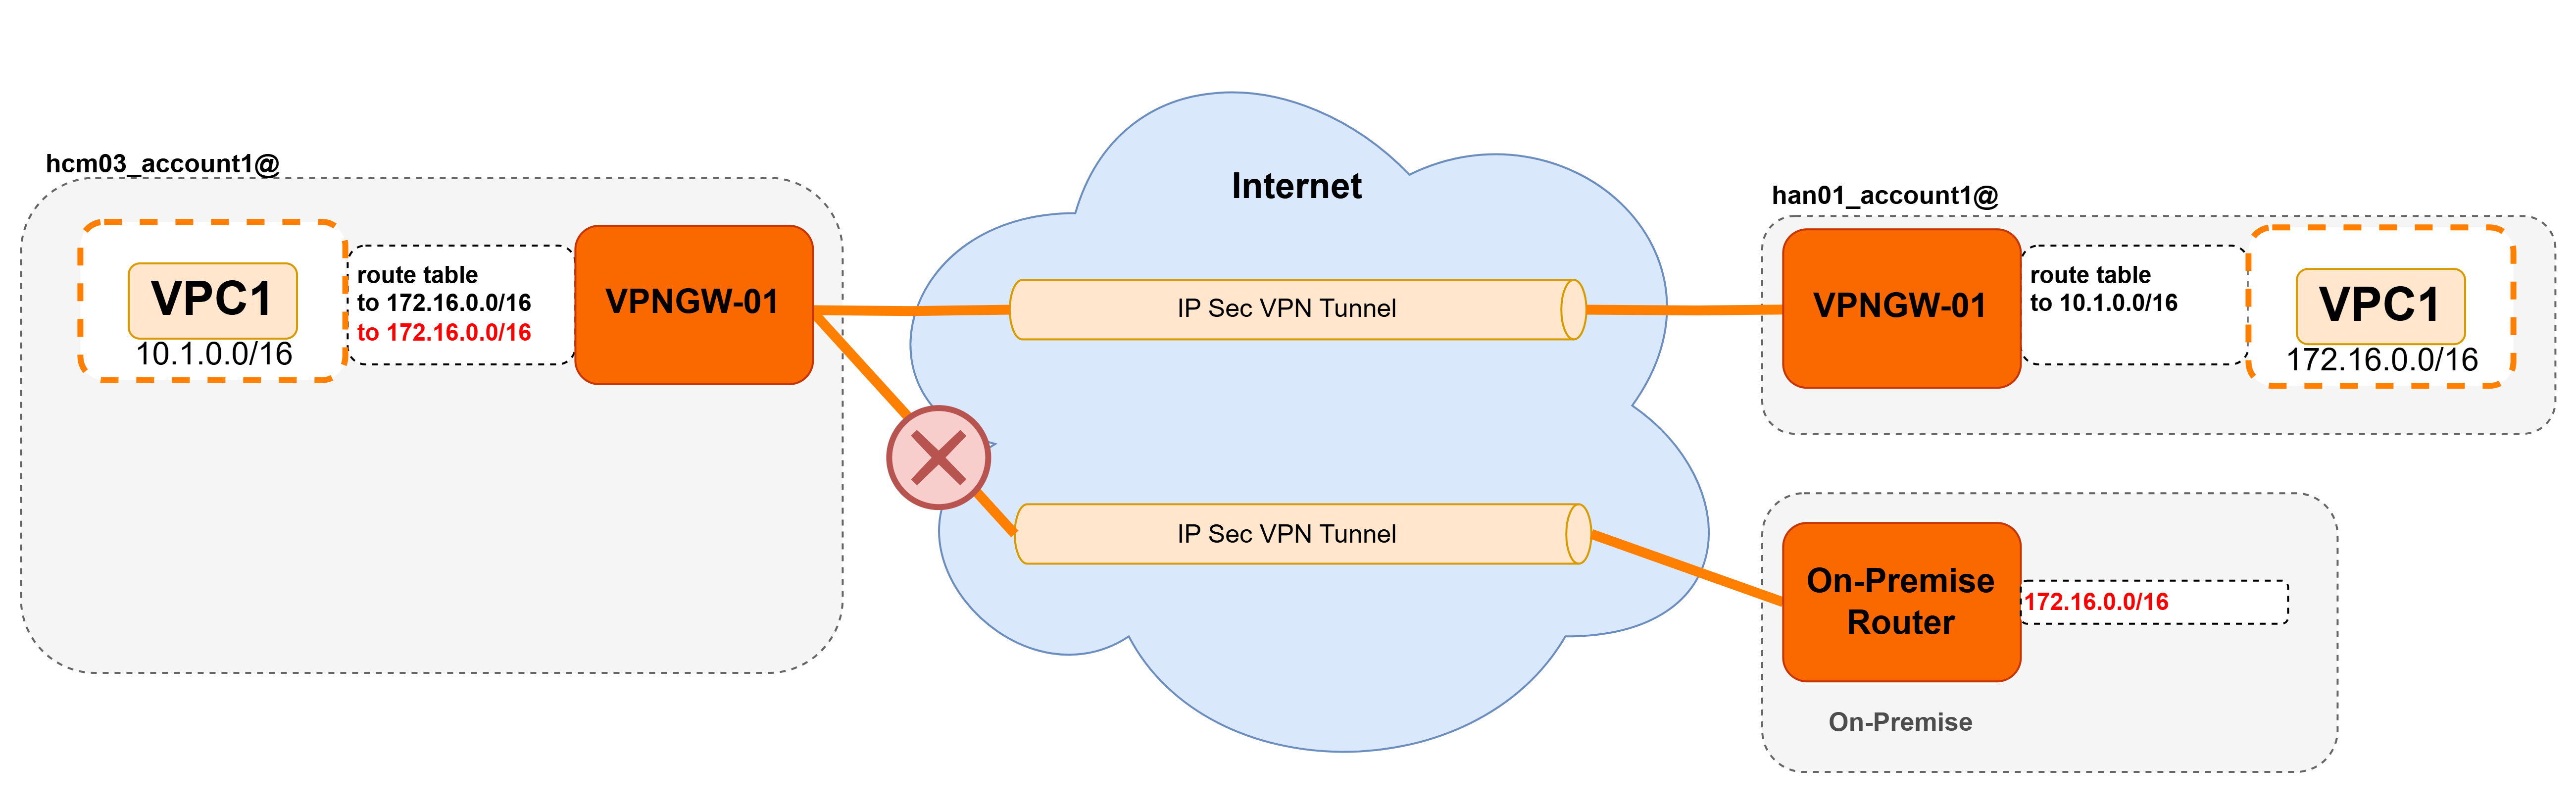 Internet
hcm03_account1@
VPC1
10.1.0.0/16
route table
to 172.16.0.0/16
to 172.16.0.0/16
VPNGW-01
IP Sec VPN Tunnel
IP Sec VPN Tunnel
han01_account1@
VPNGW-01
route table
to 10.1.0.0/16
VPC1
172.16.0.0/16
On-Premise
Router
172.16.0.0/16
On-Premise